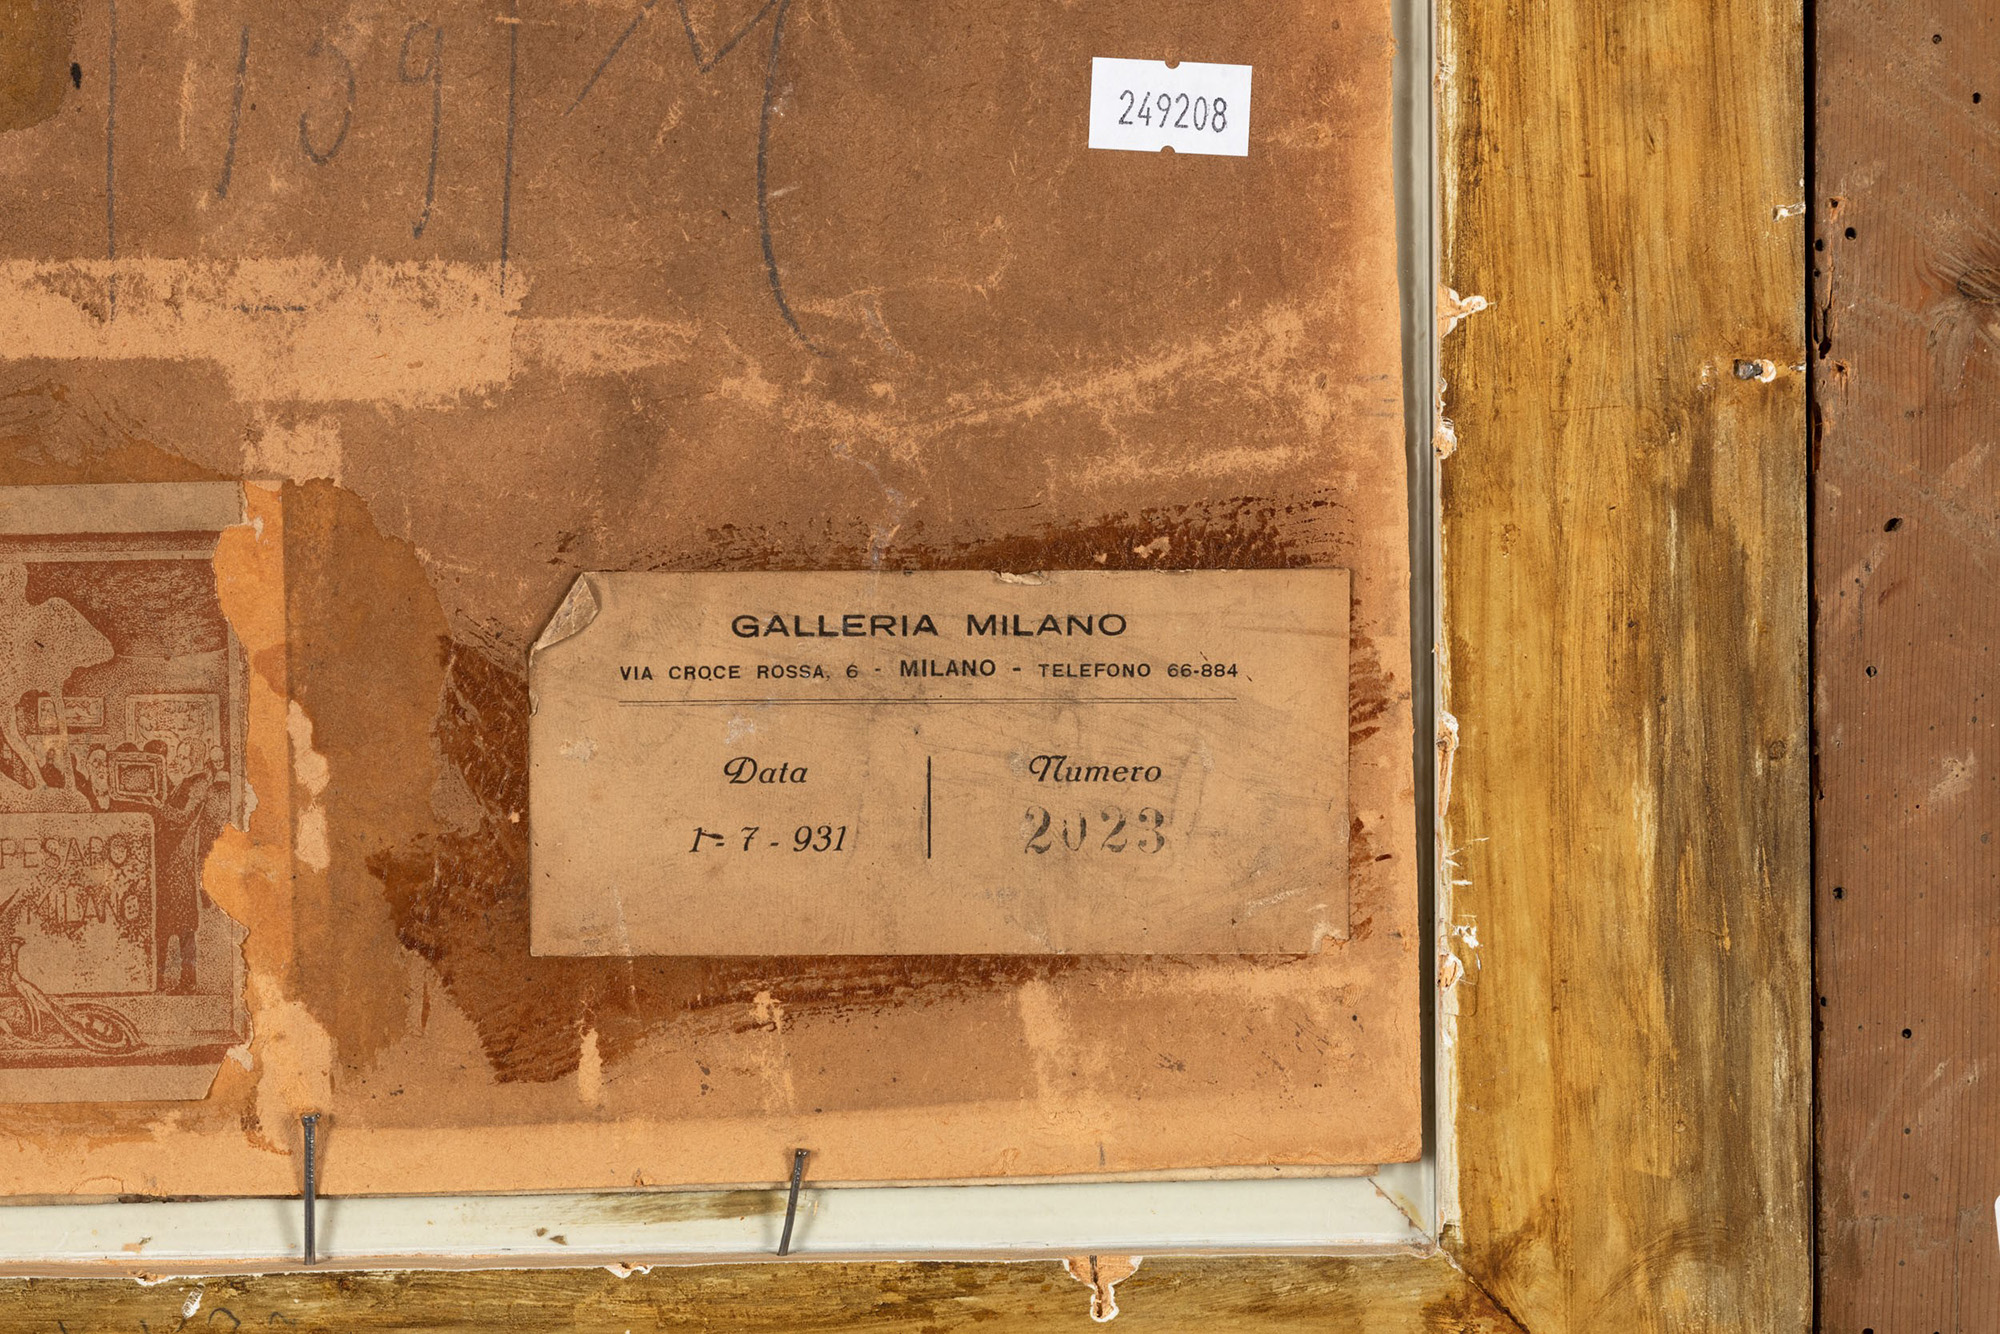 159
249208
GALLERIA MILANO
VIA CROCE ROSSA, 6 - MILANO - TELEFONO 66-884
Data
Numero
1= 7 - 931
2023
PESARO
MILANO